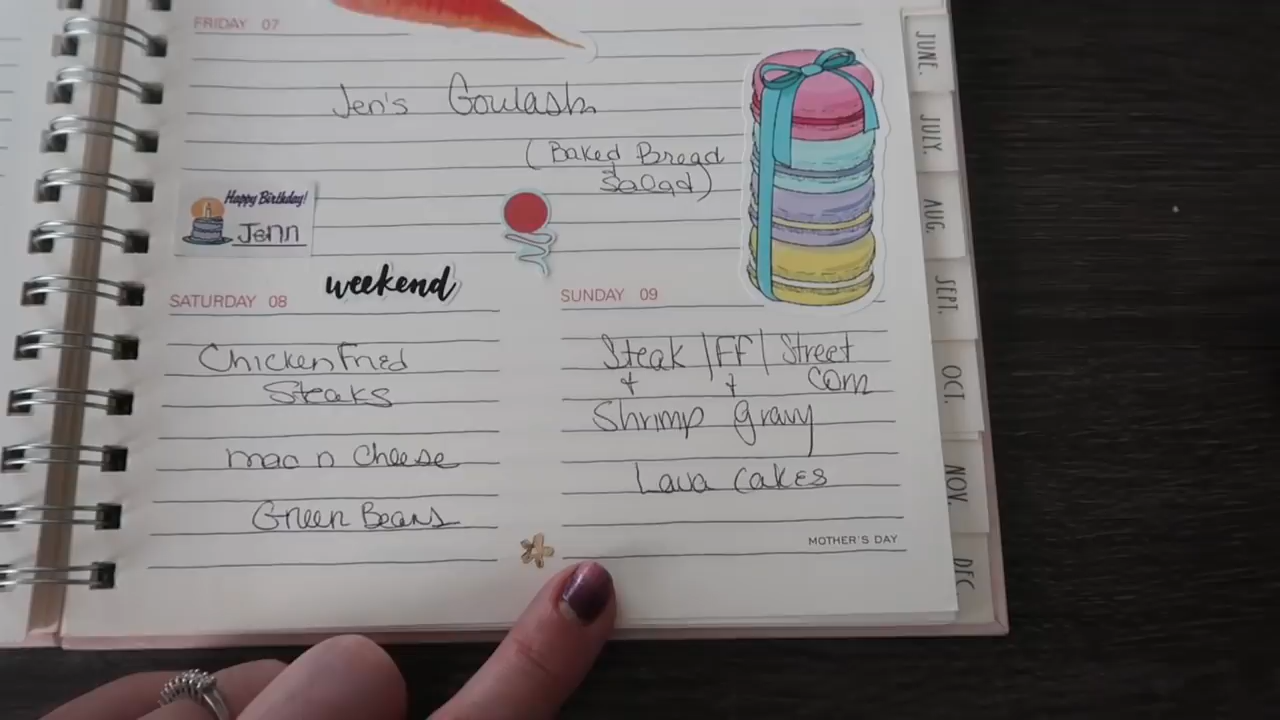 FRIDAY 07
Jen's Goulash
(Baked Bread
Salad)
Happy Birthday!
Jenn
weekend
SATURDAY 08
Chicken Fried
Steaks
mac n Cheese
Green Beans
SUNDAY 09
Steak | FF | Street
+ + Corn
Shrimp gravy
Lava Cakes
MOTHER'S DAY
JUNE.
JULY.
AUG.
SEPT.
OCT.
NOV.
DEC.